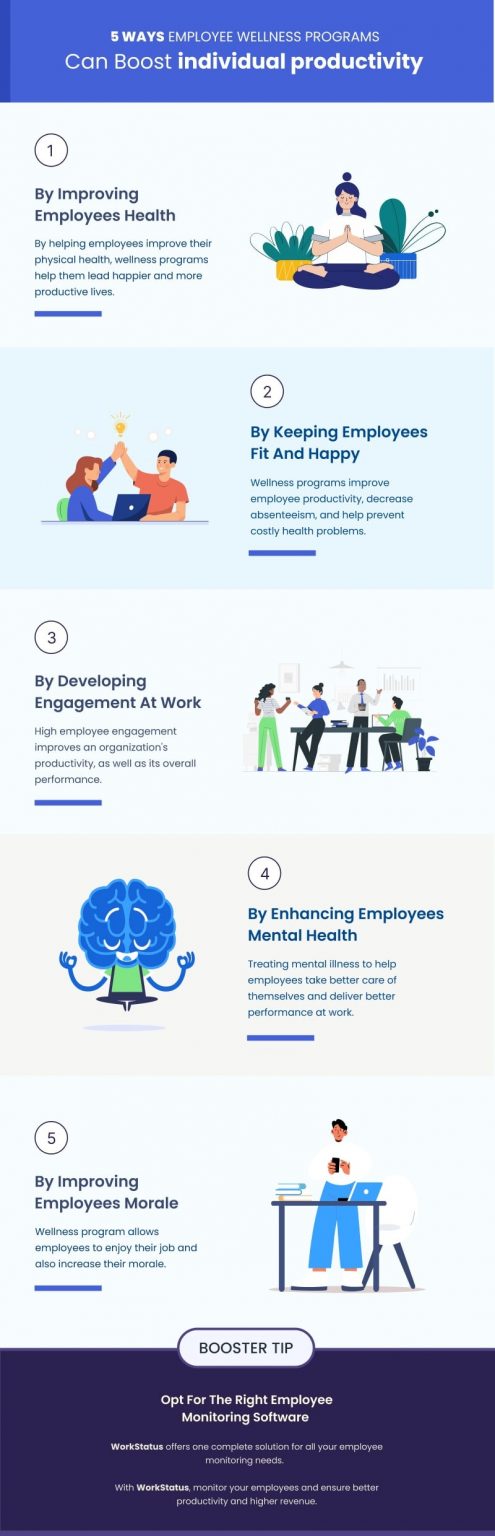 5 WAYS EMPLOYEE WELLNESS PROGRAMS
Can Boost individual productivity
1
By Improving
Employees Health
By helping employees improve their
physical health, wellness programs
help them lead happier and more
productive lives.
2
By Keeping Employees
Fit And Happy
Wellness programs improve
employee productivity, decrease
absenteeism, and help prevent
costly health problems.
3
By Developing
Engagement At Work
High employee engagement
improves an organization's
productivity, as well as its overall
performance.
4
By Enhancing Employees
Mental Health
Treating mental illness to help
employees take better care of
themselves and deliver better
performance at work.
5
By Improving
Employees Morale
Wellness program allows
employees to enjoy their job and
also increase their morale.
BOOSTER TIP
Opt For The Right Employee
Monitoring Software
WorkStatus offers one complete solution for all your employee
monitoring needs.
With WorkStatus, monitor your employees and ensure better
productivity and higher revenue.